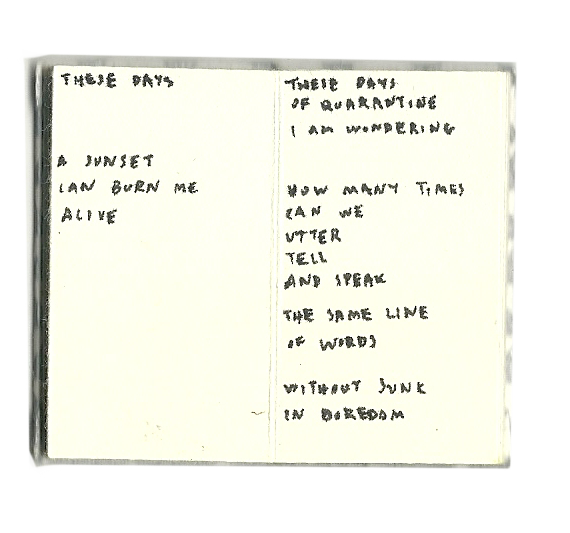 THESE DAYS
A SUNSET
CAN BURN ME
ALIVE
THESE DAYS
OF QUARANTINE
I AM WONDERING
HOW MANY TIMES
CAN WE
UTTER
TELL
AND SPEAK
THE SAME LINE
OF WORDS
WITHOUT SUNK
IN BOREDOM